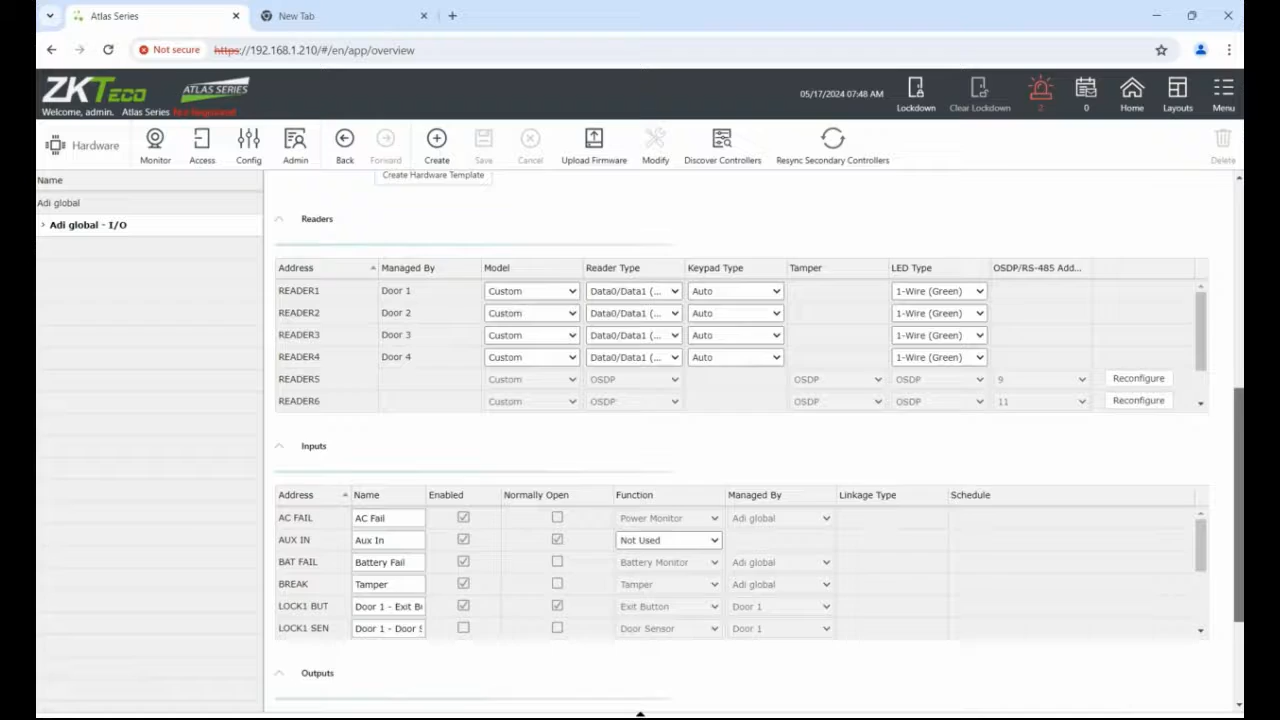 Atlas Series
New Tab
Not secure https://192.168.1.210/#/en/app/overview
ZKTeco ATLAS SERIES
Welcome, admin. Atlas Series Not Registered
05/17/2024 07:48 AM
Lockdown
Clear Lockdown
2
0
Home
Layouts
Menu
Hardware
Monitor
Access
Config
Admin
Back
Forward
Create
Save
Cancel
Upload Firmware
Modify
Discover Controllers
Resync Secondary Controllers
Delete
Name
Adi global
Adi global - I/O
Create Hardware Template
Readers
Address Managed By Model Reader Type Keypad Type Tamper LED Type OSDP/RS-485 Add...
READER1 Door 1 Custom Data0/Data1 (... Auto 1-Wire (Green)
READER2 Door 2 Custom Data0/Data1 (... Auto 1-Wire (Green)
READER3 Door 3 Custom Data0/Data1 (... Auto 1-Wire (Green)
READER4 Door 4 Custom Data0/Data1 (... Auto 1-Wire (Green)
READER5 Custom OSDP OSDP OSDP 9 Reconfigure
READER6 Custom OSDP OSDP OSDP 11 Reconfigure
Inputs
Address Name Enabled Normally Open Function Managed By Linkage Type Schedule
AC FAIL AC Fail Power Monitor Adi global
AUX IN Aux In Not Used
BAT FAIL Battery Fail Battery Monitor Adi global
BREAK Tamper Tamper Adi global
LOCK1 BUT Door 1 - Exit Bu Exit Button Door 1
LOCK1 SEN Door 1 - Door S Door Sensor Door 1
Outputs